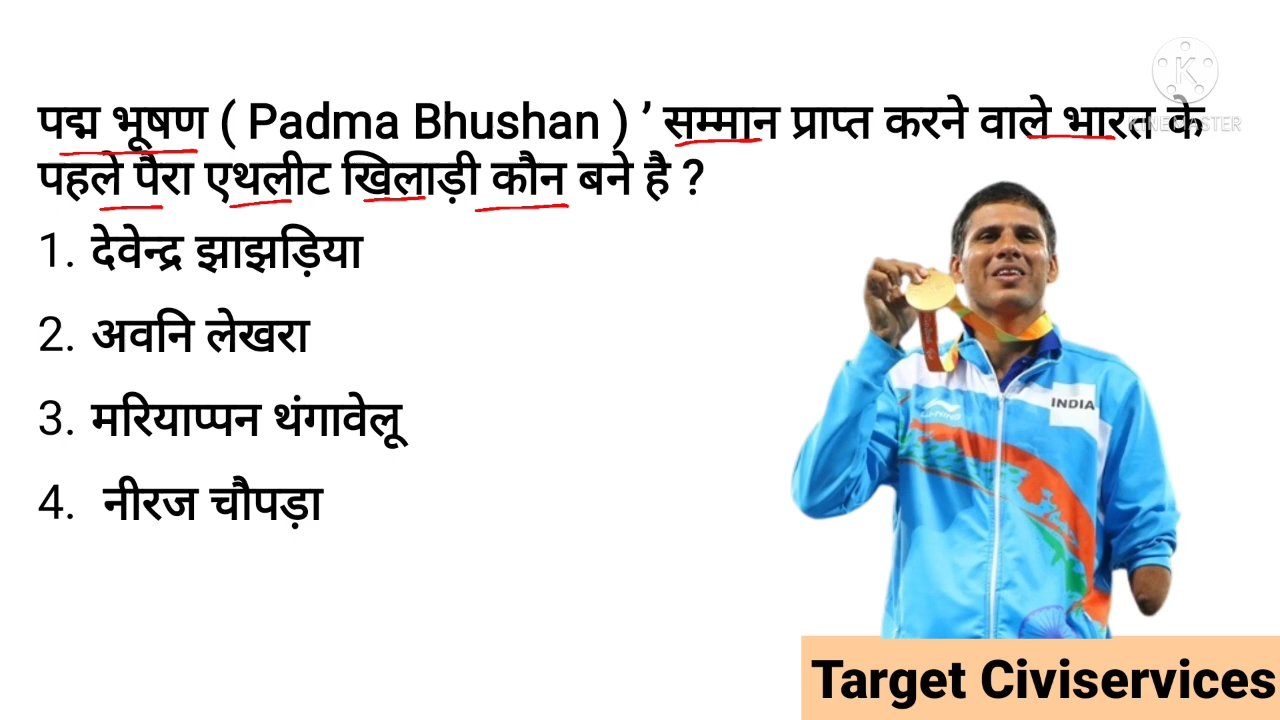 पद्म भूषण ( Padma Bhushan ) ’ सम्मान प्राप्त करने वाले भारत के
पहले पैरा एथलीट खिलाड़ी कौन बने है ?
1. देवेन्द्र झाझड़िया
2. अवनि लेखरा
3. मरियाप्पन थंगावेलू
4. नीरज चौपड़ा
K
KINEMASTER
INDIA
Target Civiservices